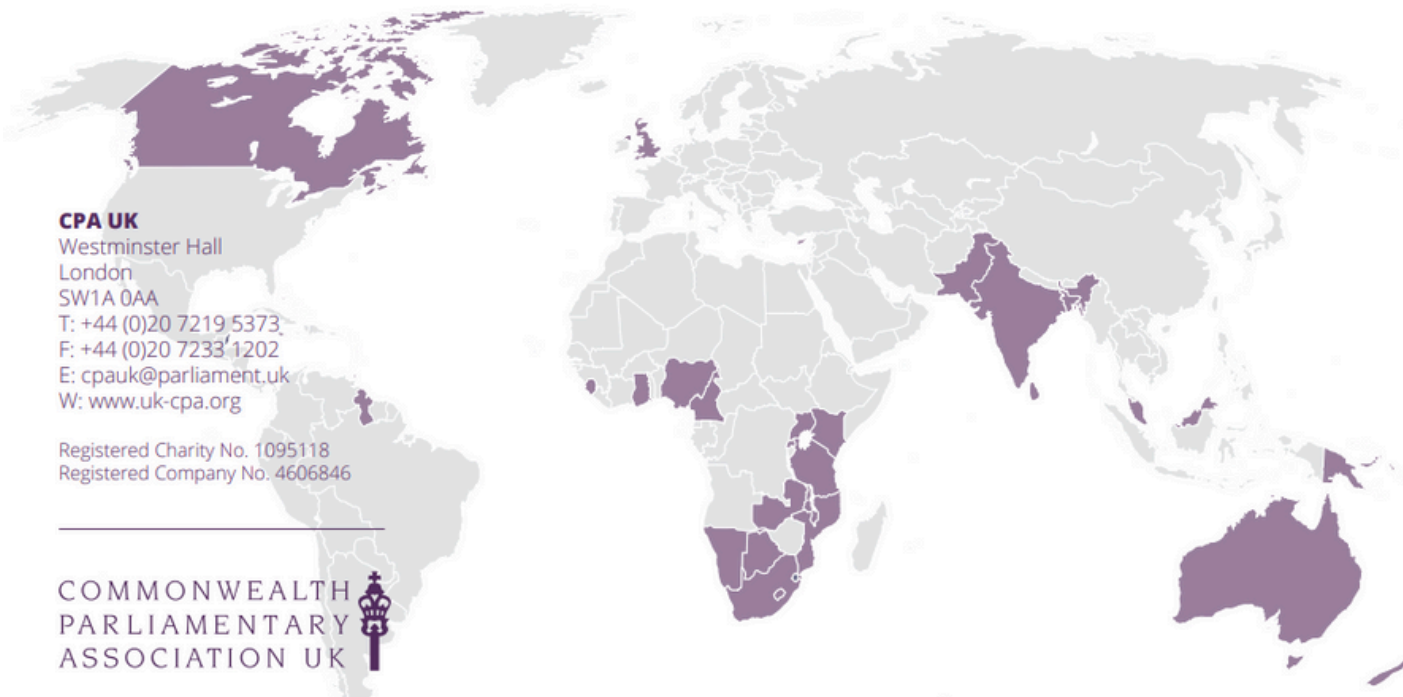 CPA UK
Westminster Hall
London
SW1A 0AA
T: +44 (0)20 7219 5373
F: +44 (0)20 7233 1202
E: cpauk@parliament.uk
W: www.uk-cpa.org
Registered Charity No. 1095118
Registered Company No. 4606846
COMMONWEALTH
PARLIAMENTARY
ASSOCIATION UK